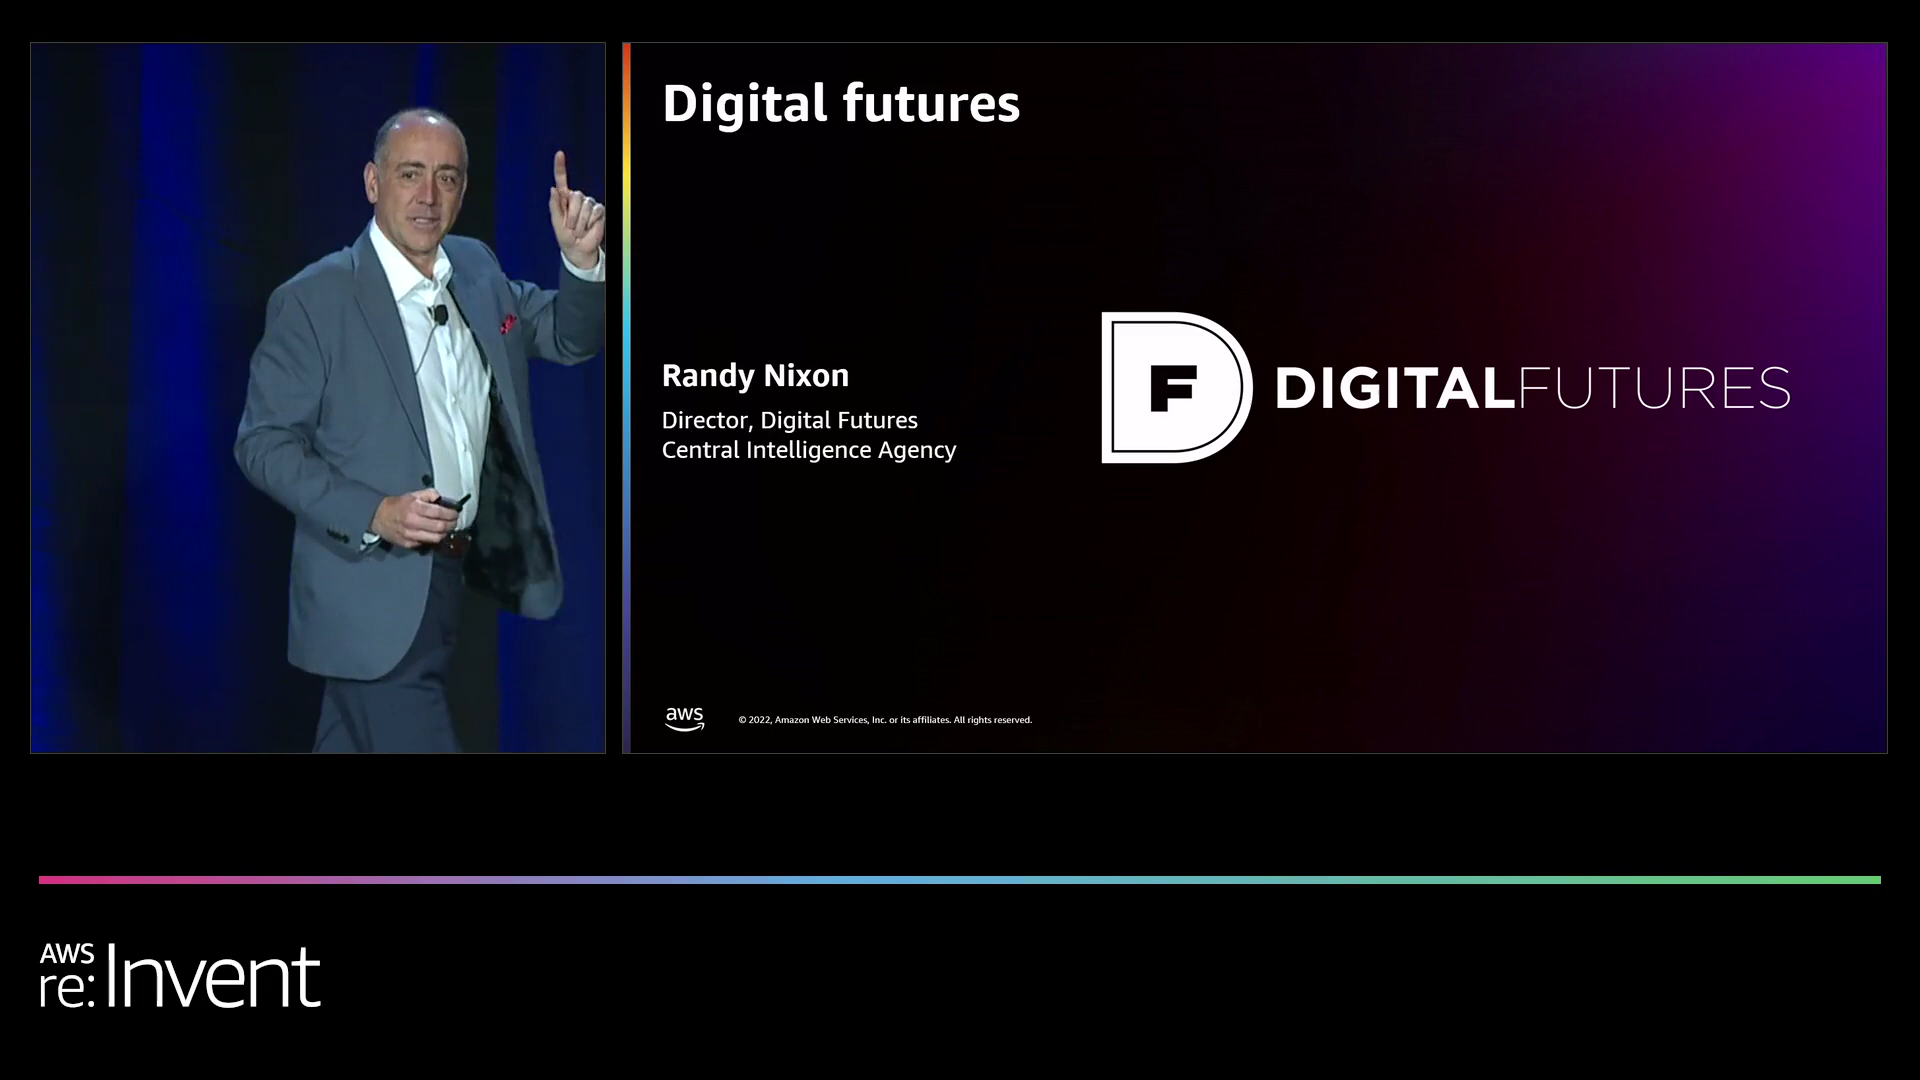 Digital futures
Randy Nixon
Director, Digital Futures
Central Intelligence Agency
F
DIGITALFUTURES
aws
© 2022, Amazon Web Services, Inc. or its affiliates. All rights reserved.
AWS
re:Invent